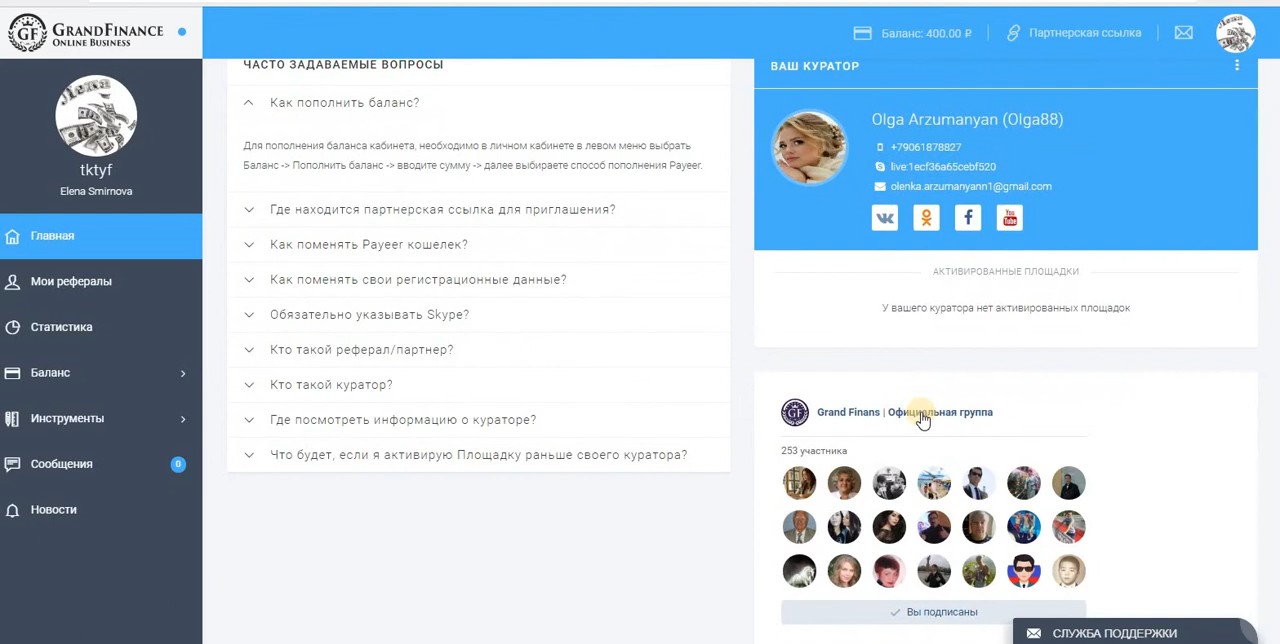 GF GRANDFINANCE
ONLINE BUSINESS
Баланс: 400.00 ₽
Партнерская ссылка
Лена
tktyf
Elena Smirnova
Главная
Мои рефералы
Статистика
Баланс
Инструменты
Сообщения 0
Новости
ЧАСТО ЗАДАВАЕМЫЕ ВОПРОСЫ
Как пополнить баланс?
Для пополнения баланса кабинета, необходимо в личном кабинете в левом меню выбрать
Баланс -> Пополнить баланс -> вводите сумму -> далее выбираете способ пополнения Payeer.
Где находится партнерская ссылка для приглашения?
Как поменять Payeer кошелек?
Как поменять свои регистрационные данные?
Обязательно указывать Skype?
Кто такой реферал/партнер?
Кто такой куратор?
Где посмотреть информацию о кураторе?
Что будет, если я активирую Площадку раньше своего куратора?
ВАШ КУРАТОР
Olga Arzumanyan (Olga88)
+79061878827
live:1ecf36a65cebf520
olenka.arzumanyann1@gmail.com
You Tube
АКТИВИРОВАННЫЕ ПЛОЩАДКИ
У вашего куратора нет активированных площадок
GF Grand Finans | Официальная группа
253 участника
Вы подписаны
СЛУЖБА ПОДДЕРЖКИ